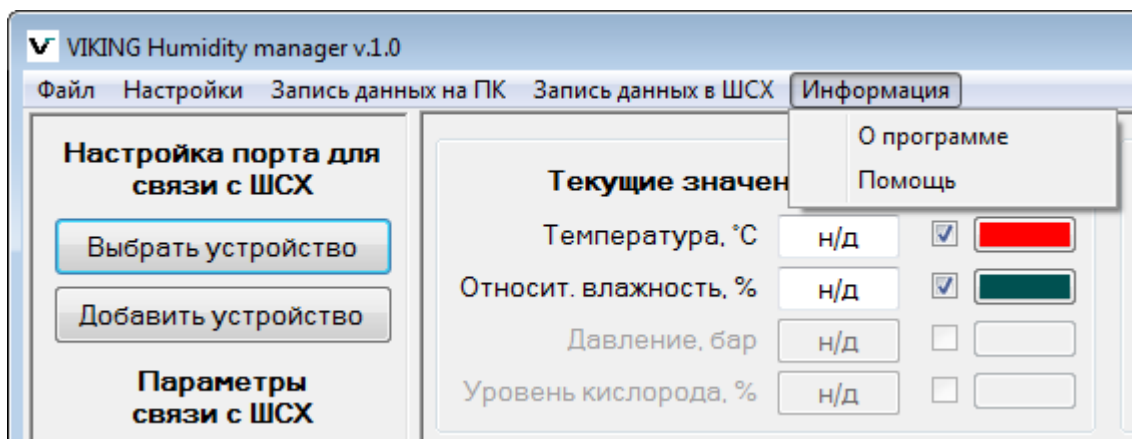 VIKING Humidity manager v.1.0
Файл Настройки Запись данных на ПК Запись данных в ШСХ Информация
О программе
Помощь
Настройка порта для
связи с ШСХ
Выбрать устройство
Добавить устройство
Параметры
связи с ШСХ
Текущие
Температура, °C н/д
Относит. влажность, % н/д
Давление, бар н/д
Уровень кислорода, % н/д